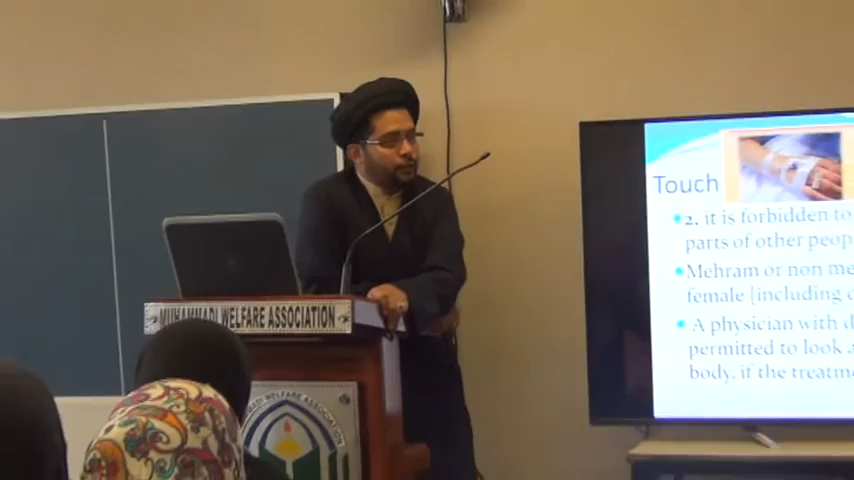 MUHAMMADI WELFARE ASSOCIATION
Touch
2. it is forbidden to
parts of other peop
Mehram or non me
female [including
A physician with d
permitted to look a
body, if the treatme